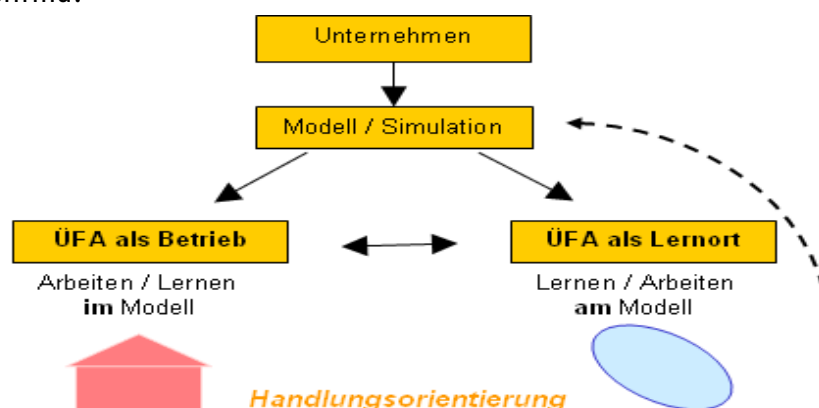 Unternehmen
Modell / Simulation
ÜFA als Betrieb
ÜFA als Lernort
Arbeiten / Lernen
im Modell
Lernen / Arbeiten
am Modell
Handlungsorientierung